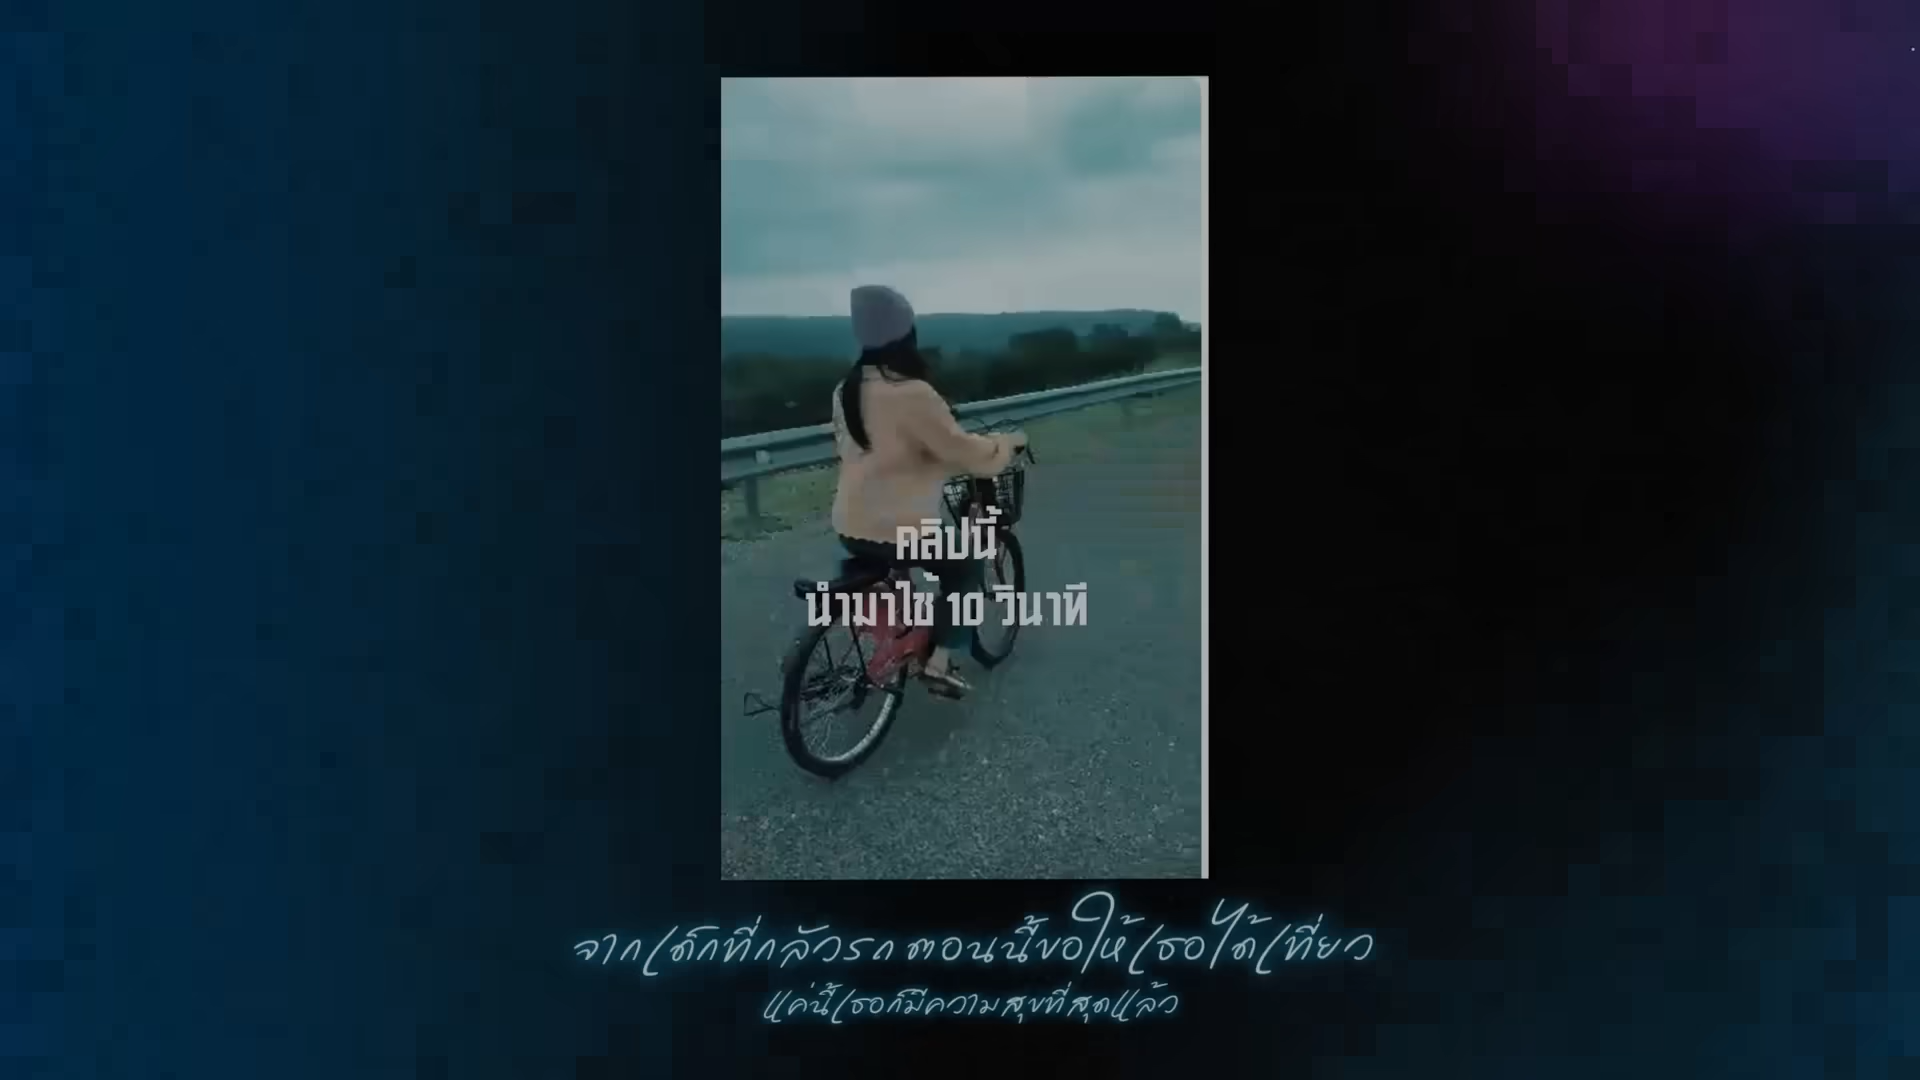 คลิปนี้
นำมาใช้ 10 วินาที
จากเด็กที่กลัวรถ ตอนนี้ขอให้เธอได้เที่ยว
แค่นี้เธอก็มีความสุขที่สุดแล้ว